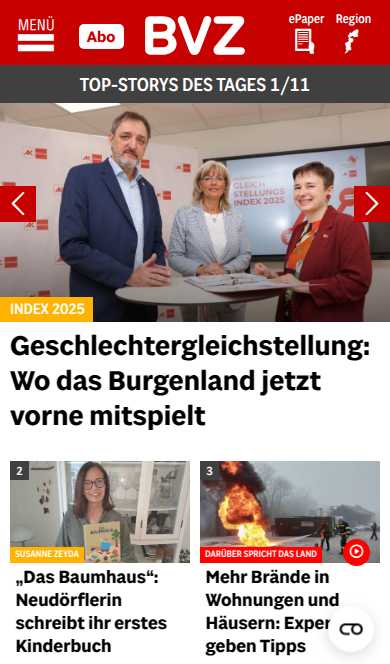 MENÜ
Abo
BVZ
ePaper
Region
TOP-STORYS DES TAGES 1/11
GLEICH
STELLUNGS
INDEX 2025
INDEX 2025
Geschlechtergleichstellung:
Wo das Burgenland jetzt
vorne mitspielt
2
SUSANNE ZEYDA
„Das Baumhaus“:
Neudörflerin
schreibt ihr erstes
Kinderbuch
3
DARÜBER SPRICHT DAS LAND
Mehr Brände in
Wohnungen und
Häusern: Exper
geben Tipps